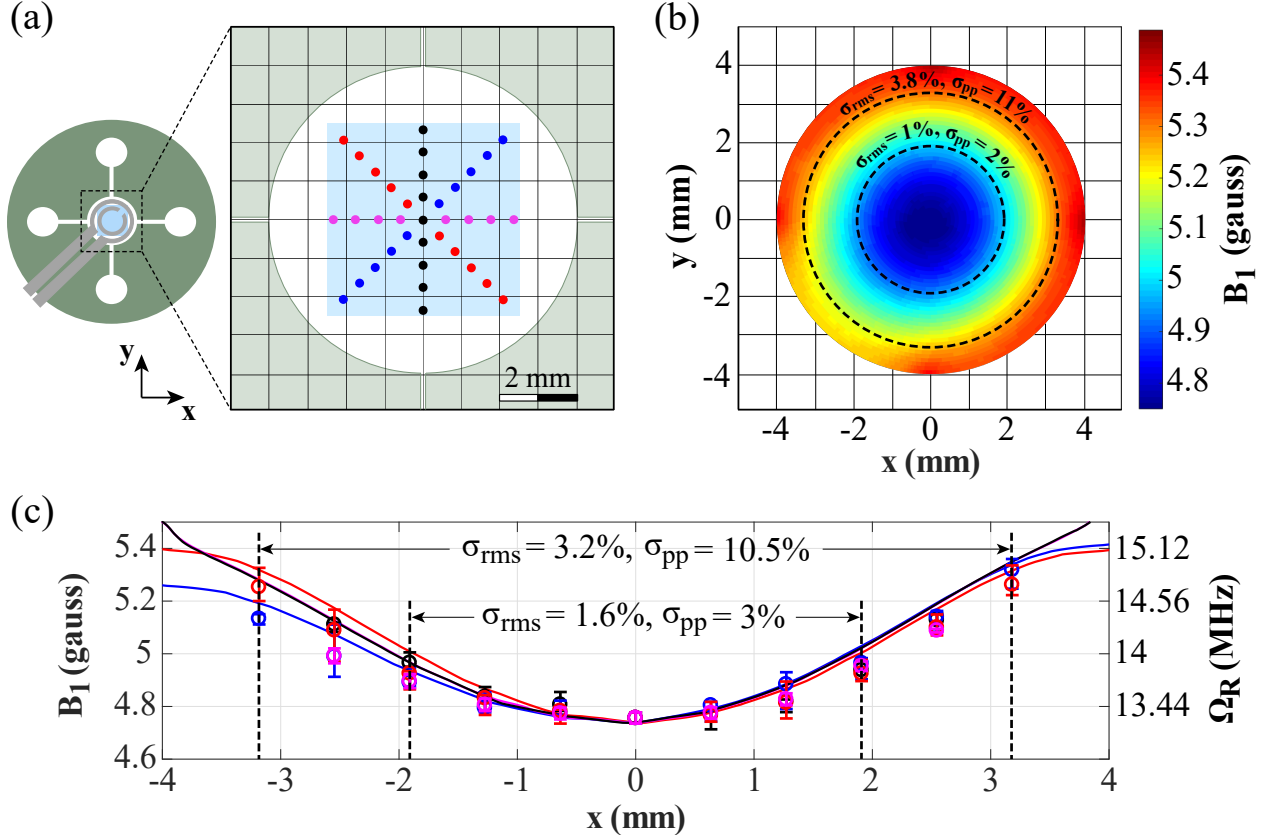 (a)
y
x
2 mm
(b)
σrms = 3.8%, σpp = 11%
σrms = 1%, σpp = 2%
4
2
0
-2
-4
y (mm)
-4 -2 0 2 4
x (mm)
5.4
5.3
5.2
5.1
5
4.9
4.8
B1 (gauss)
(c)
σrms = 3.2%, σpp = 10.5%
σrms = 1.6%, σpp = 3%
5.4
5.2
5
4.8
4.6
B1 (gauss)
15.12
14.56
14
13.44
ΩR (MHz)
-4 -3 -2 -1 0 1 2 3 4
x (mm)